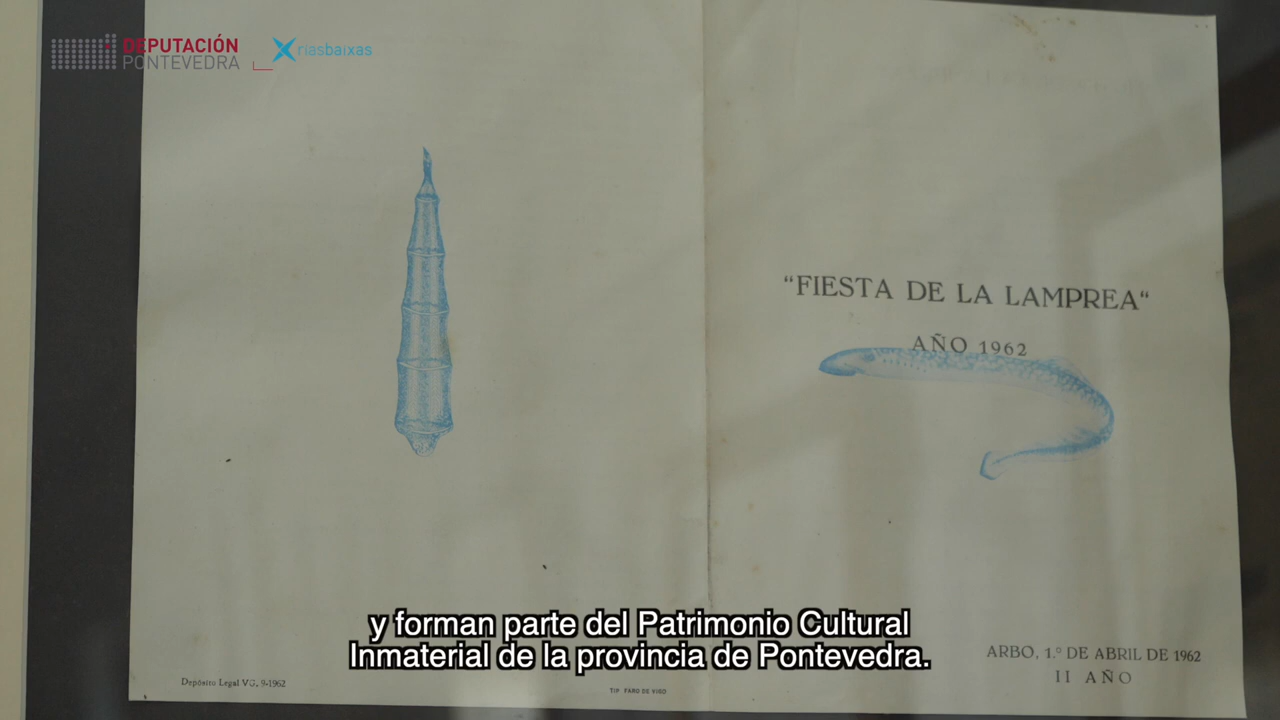 DEPUTACIÓN
PONTEVEDRA
ríasbaixas
"FIESTA DE LA LAMPREA"
AÑO 1962
ARBO, 1.º DE ABRIL DE 1962
II AÑO
Depósito Legal VG, 9-1962
TIP FARO DE VIGO
y forman parte del Patrimonio Cultural
Inmaterial de la provincia de Pontevedra.